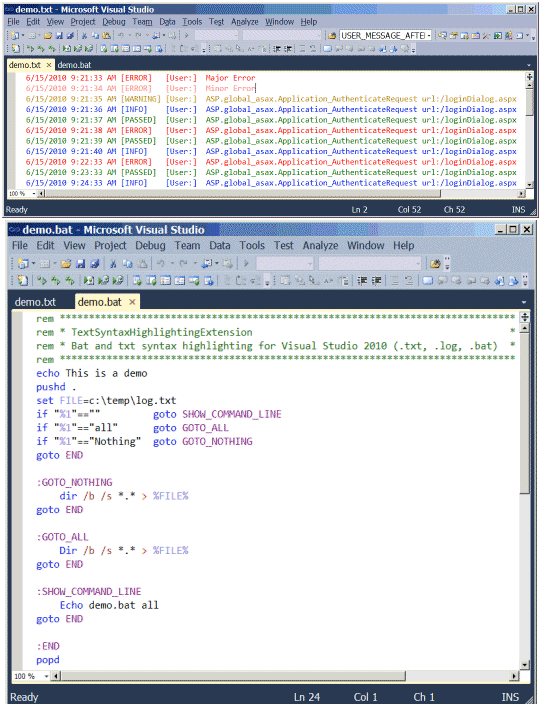 demo.txt - Microsoft Visual Studio
File Edit View Project Debug Team Data Tools Test Analyze Window Help
USER_MESSAGE_AFTE
demo.txt × demo.bat
6/15/2010 9:21:33 AM [ERROR] [User:] Major Error
6/15/2010 9:21:34 AM [ERROR] [User:] Minor Error
6/15/2010 9:21:35 AM [WARNING] [User:] ASP.global_asax.Application_AuthenticateRequest url:/loginDialog.aspx
6/15/2010 9:21:36 AM [INFO] [User:] ASP.global_asax.Application_AuthenticateRequest url:/loginDialog.aspx
6/15/2010 9:21:37 AM [PASSED] [User:] ASP.global_asax.Application_AuthenticateRequest url:/loginDialog.aspx
6/15/2010 9:21:38 AM [ERROR] [User:] ASP.global_asax.Application_AuthenticateRequest url:/loginDialog.aspx
6/15/2010 9:21:39 AM [PASSED] [User:] ASP.global_asax.Application_AuthenticateRequest url:/loginDialog.aspx
6/15/2010 9:21:40 AM [INFO] [User:] ASP.global_asax.Application_AuthenticateRequest url:/loginDialog.aspx
6/15/2010 9:22:33 AM [ERROR] [User:] ASP.global_asax.Application_AuthenticateRequest url:/loginDialog.aspx
6/15/2010 9:23:33 AM [PASSED] [User:] ASP.global_asax.Application_AuthenticateRequest url:/loginDialog.aspx
6/15/2010 9:24:33 AM [INFO] [User:] ASP.global_asax.Application_AuthenticateRequest url:/loginDialog.aspx
100 %
Ready Ln 2 Col 52 Ch 52 INS
demo.bat - Microsoft Visual Studio
File Edit View Project Debug Team Data Tools Test Analyze Window Help
demo.txt demo.bat ×
rem ******************************************************************************
rem * TextSyntaxHighlightingExtension *
rem * Bat and txt syntax highlighting for Visual Studio 2010 (.txt, .log, .bat) *
rem ******************************************************************************
echo This is a demo
pushd .
set FILE=c:\temp\log.txt
if "%1"=="" goto SHOW_COMMAND_LINE
if "%1"=="all" goto GOTO_ALL
if "%1"=="Nothing" goto GOTO_NOTHING
goto END
:GOTO_NOTHING
dir /b /s *.* > %FILE%
goto END
:GOTO_ALL
Dir /b /s *.* > %FILE%
goto END
:SHOW_COMMAND_LINE
Echo demo.bat all
goto END
:END
popd
100 %
Ready Ln 24 Col 1 Ch 1 INS